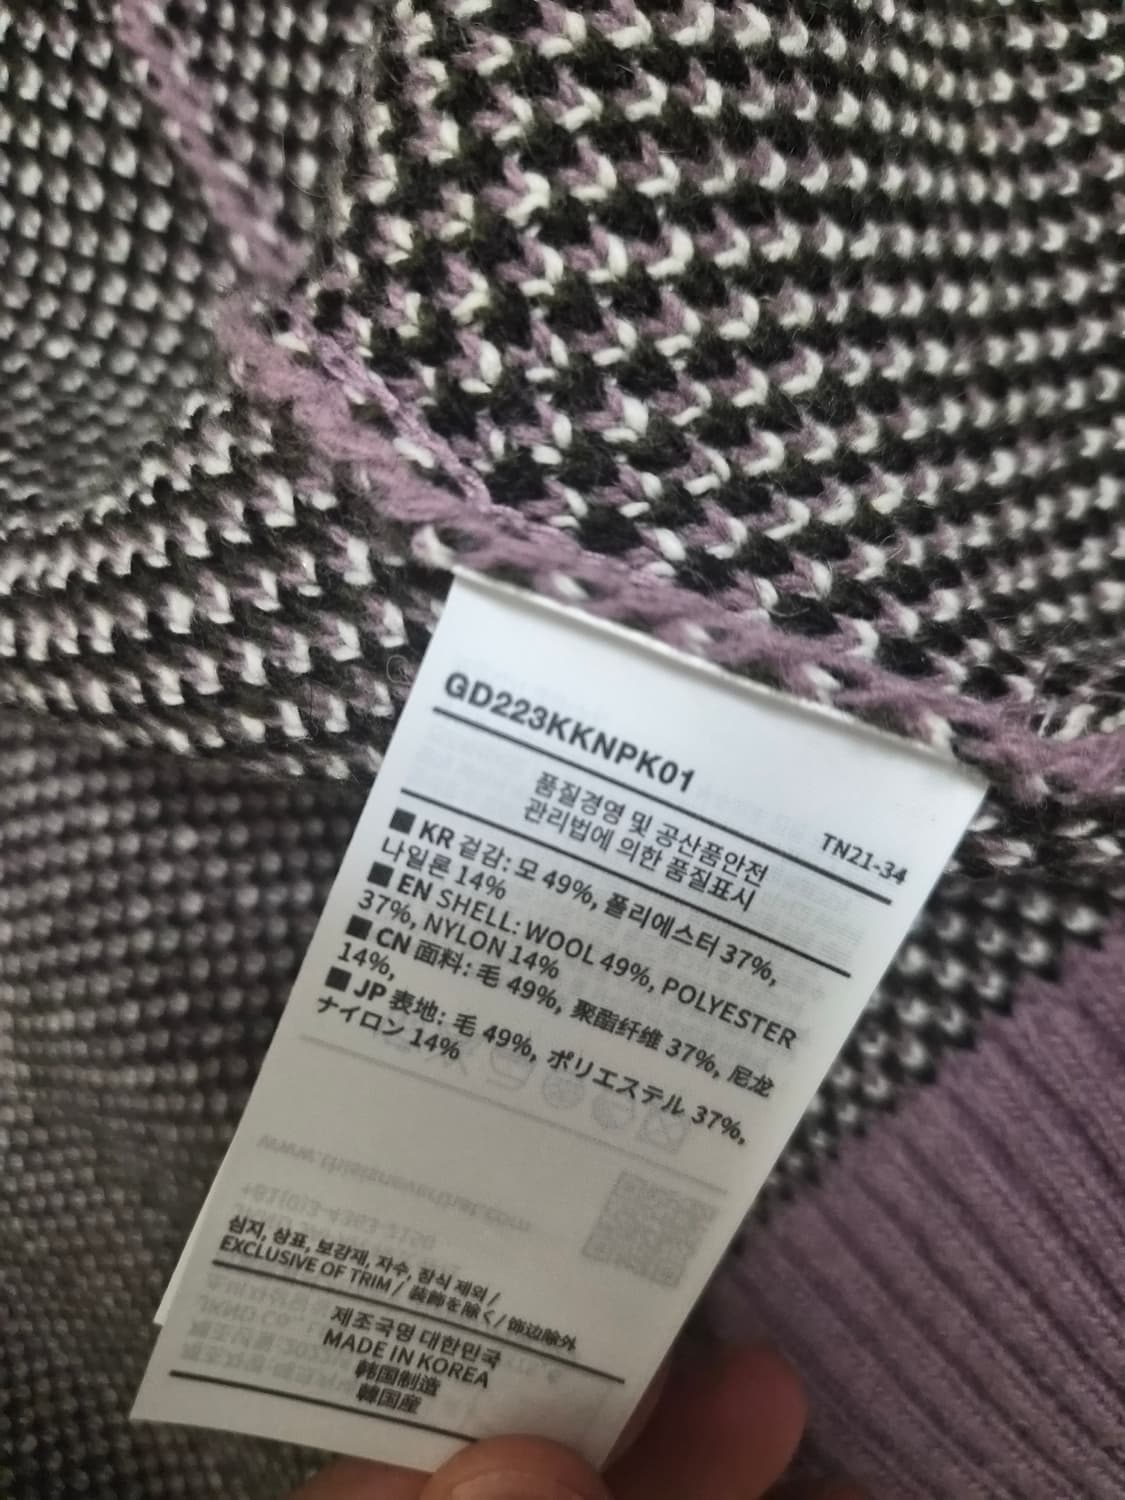 GD223KKNPK01
TN21-34
품질경영 및 공산품안전
관리법에 의한 품질표시
■ KR 겉감: 모 49%, 폴리에스터 37%,
나일론 14%
■ EN SHELL: WOOL 49%, POLYESTER
37%, NYLON 14%
■ CN 面料: 毛 49%, 聚酯纤维 37%, 尼龙
14%,
■ JP 表地: 毛 49%, ポリエステル 37%,
ナイロン 14%
심지, 상표, 보강재, 자수, 장식 제외 /
EXCLUSIVE OF TRIM / 装飾を除く/ 饰边除外
제조국명 대한민국
MADE IN KOREA
韩国制造
韓国産